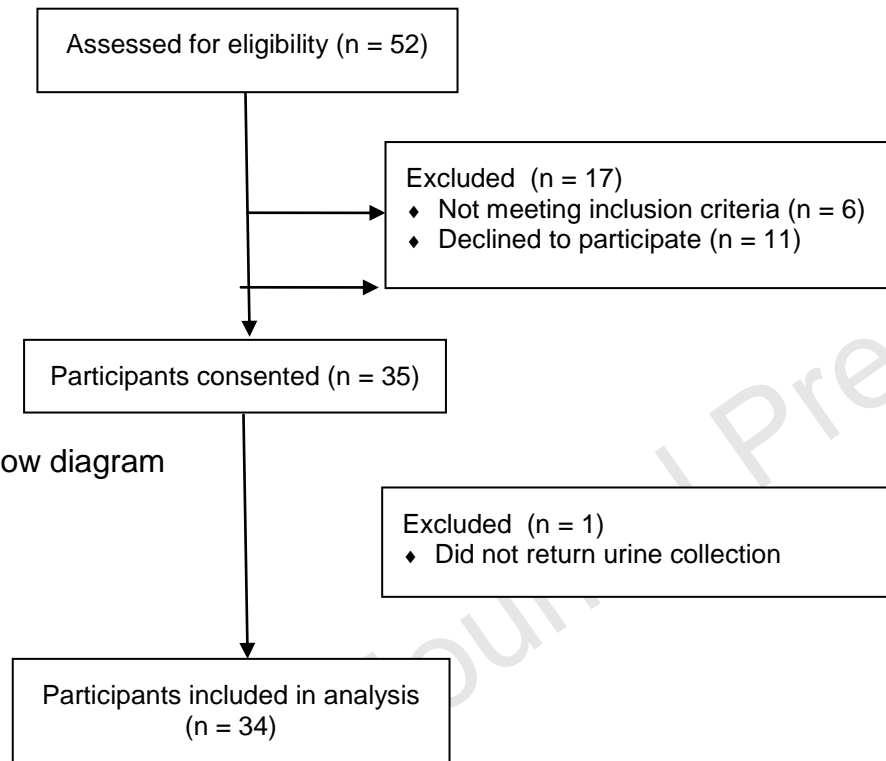 Assessed for eligibility (n = 52)
Excluded (n = 17)
♦ Not meeting inclusion criteria (n = 6)
♦ Declined to participate (n = 11)
Participants consented (n = 35)
ow diagram
Excluded (n = 1)
♦ Did not return urine collection
Participants included in analysis
(n = 34)